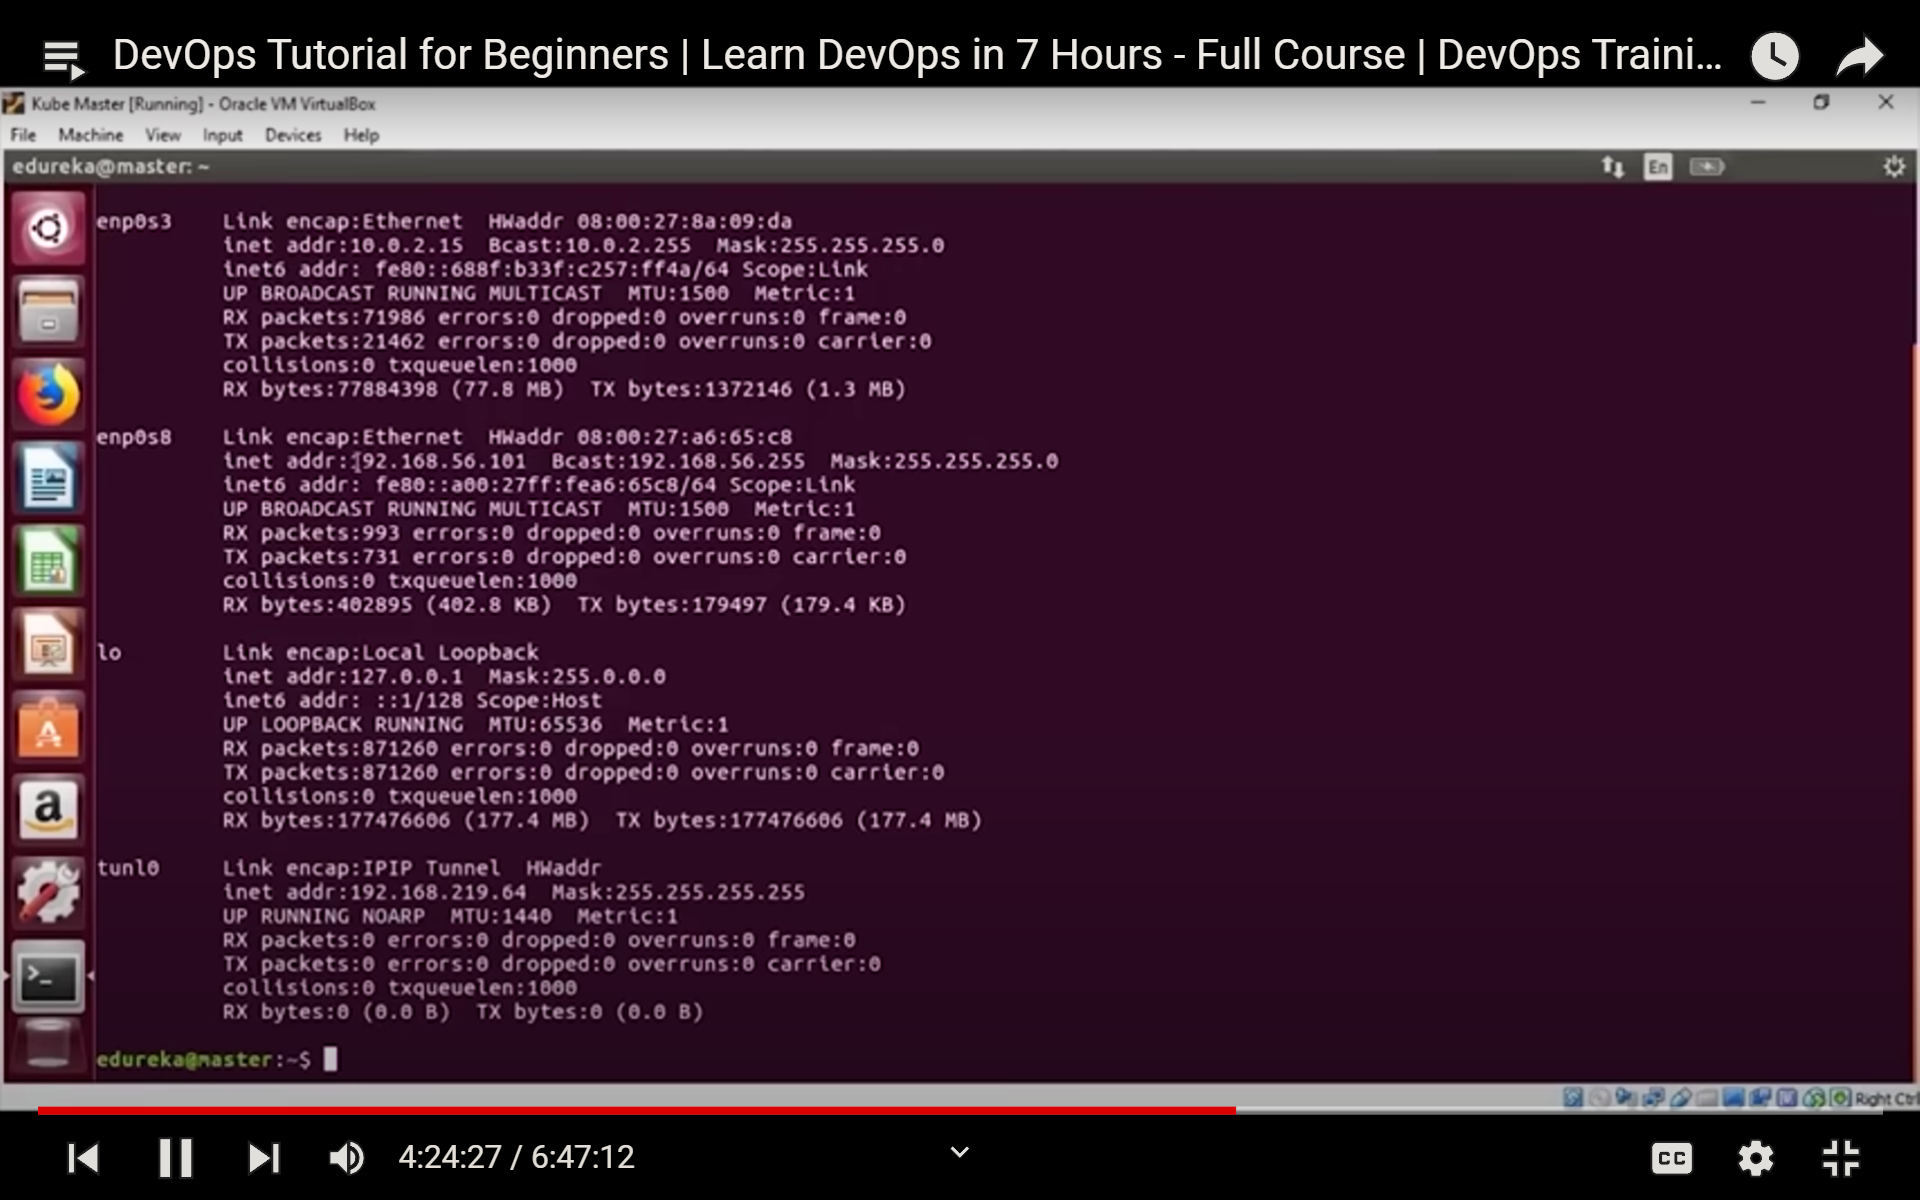 DevOps Tutorial for Beginners | Learn DevOps in 7 Hours - Full Course | DevOps Traini...
Kube Master [Running] - Oracle VM VirtualBox
File Machine View Input Devices Help
edureka@master: ~
En
enp0s3 Link encap:Ethernet HWaddr 08:00:27:8a:09:da
inet addr:10.0.2.15 Bcast:10.0.2.255 Mask:255.255.255.0
inet6 addr: fe80::688f:b33f:c257:ff4a/64 Scope:Link
UP BROADCAST RUNNING MULTICAST MTU:1500 Metric:1
RX packets:71986 errors:0 dropped:0 overruns:0 frame:0
TX packets:21462 errors:0 dropped:0 overruns:0 carrier:0
collisions:0 txqueuelen:1000
RX bytes:77884398 (77.8 MB) TX bytes:1372146 (1.3 MB)
enp0s8 Link encap:Ethernet HWaddr 08:00:27:a6:65:c8
inet addr:192.168.56.101 Bcast:192.168.56.255 Mask:255.255.255.0
inet6 addr: fe80::a00:27ff:fea6:65c8/64 Scope:Link
UP BROADCAST RUNNING MULTICAST MTU:1500 Metric:1
RX packets:993 errors:0 dropped:0 overruns:0 frame:0
TX packets:731 errors:0 dropped:0 overruns:0 carrier:0
collisions:0 txqueuelen:1000
RX bytes:402895 (402.8 KB) TX bytes:179497 (179.4 KB)
lo Link encap:Local Loopback
inet addr:127.0.0.1 Mask:255.0.0.0
inet6 addr: ::1/128 Scope:Host
UP LOOPBACK RUNNING MTU:65536 Metric:1
RX packets:871260 errors:0 dropped:0 overruns:0 frame:0
TX packets:871260 errors:0 dropped:0 overruns:0 carrier:0
collisions:0 txqueuelen:1000
RX bytes:177476606 (177.4 MB) TX bytes:177476606 (177.4 MB)
tunl0 Link encap:IPIP Tunnel HWaddr
inet addr:192.168.219.64 Mask:255.255.255.255
UP RUNNING NOARP MTU:1440 Metric:1
RX packets:0 errors:0 dropped:0 overruns:0 frame:0
TX packets:0 errors:0 dropped:0 overruns:0 carrier:0
collisions:0 txqueuelen:1000
RX bytes:0 (0.0 B) TX bytes:0 (0.0 B)
edureka@master:~$
Right Ctrl
4:24:27 / 6:47:12
CC